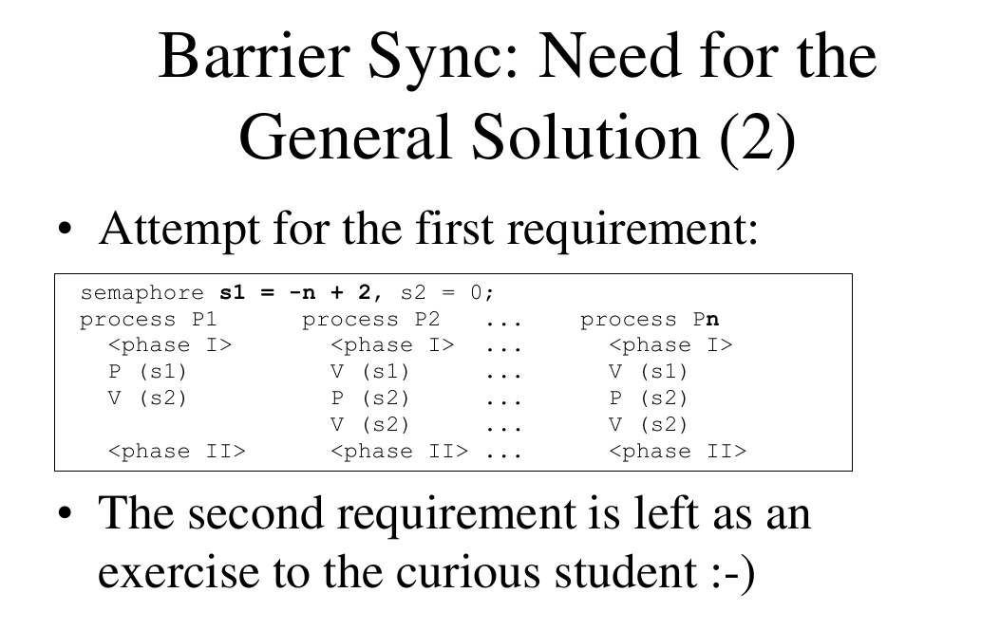 Barrier Sync: Need for the
General Solution (2)
• Attempt for the first requirement:
semaphore s1 = -n + 2, s2 = 0;
process P1 process P2 ... process Pn
<phase I> <phase I> ... <phase I>
P (s1) V (s1) ... V (s1)
V (s2) P (s2) ... P (s2)
V (s2) ... V (s2)
<phase II> <phase II> ... <phase II>
• The second requirement is left as an
exercise to the curious student :-)